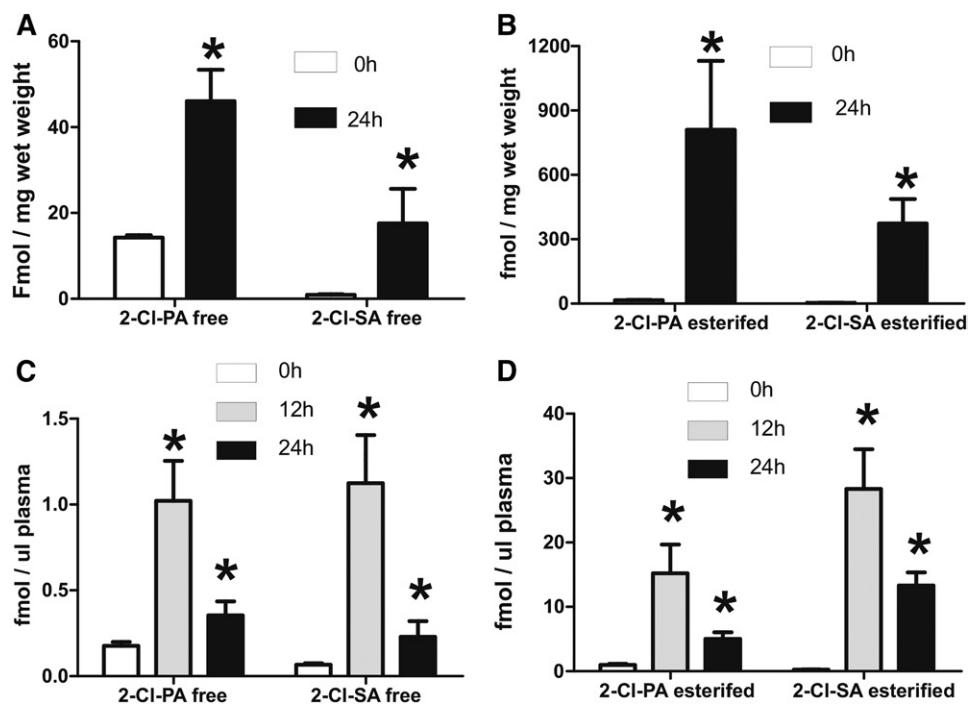 A
60
40
20
0
Fmol / mg wet weight
*
*
0h
24h
2-Cl-PA free
2-Cl-SA free
B
1200
900
600
300
0
fmol / mg wet weight
*
*
0h
24h
2-Cl-PA esterifed
2-Cl-SA esterified
C
1.5
1.0
0.5
0.0
fmol / ul plasma
0h
12h
24h
*
*
*
*
2-Cl-PA free
2-Cl-SA free
D
40
30
20
10
0
fmol / ul plasma
0h
12h
24h
*
*
*
*
2-Cl-PA esterifed
2-Cl-SA esterified